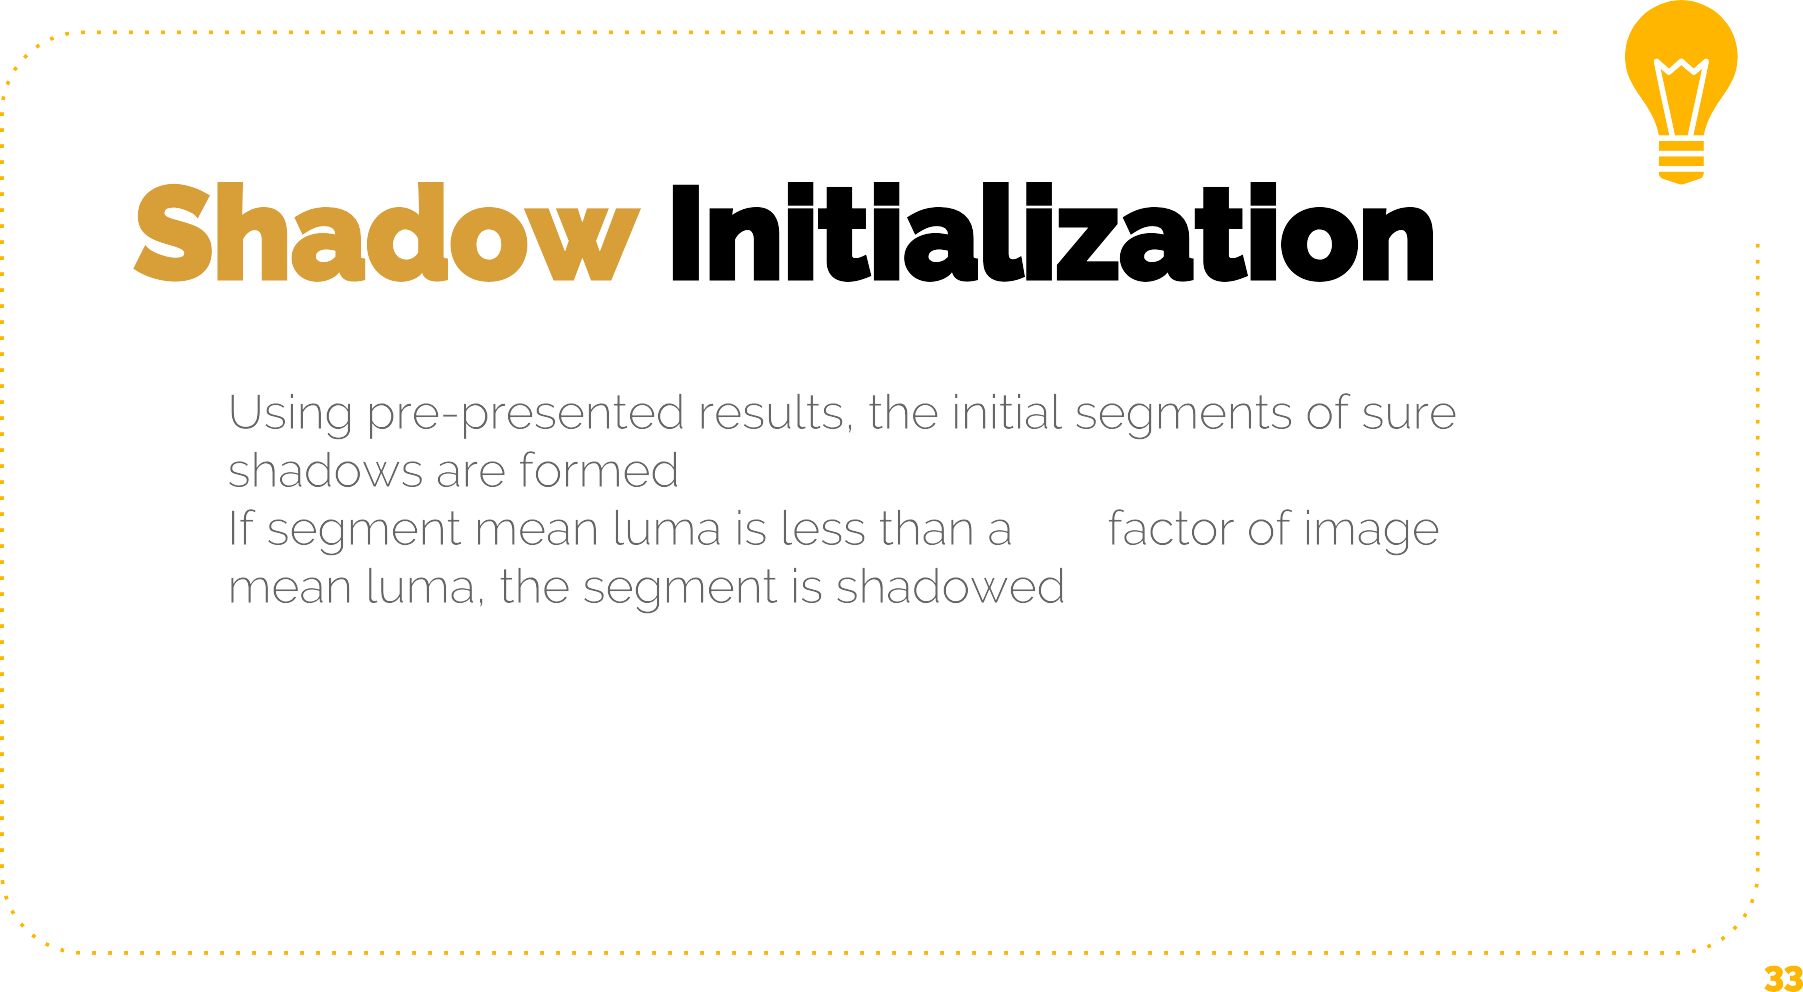 Shadow Initialization
Using pre-presented results, the initial segments of sure
shadows are formed
If segment mean luma is less than a factor of image
mean luma, the segment is shadowed
33